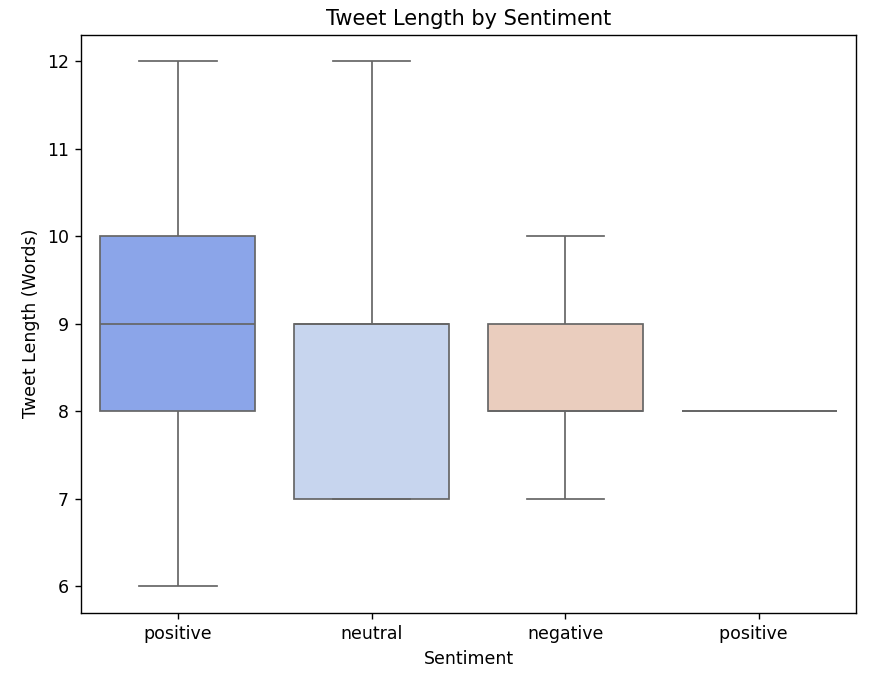 Tweet Length by Sentiment
Tweet Length (Words)
12
11
10
9
8
7
6
positive
neutral
negative
positive
Sentiment